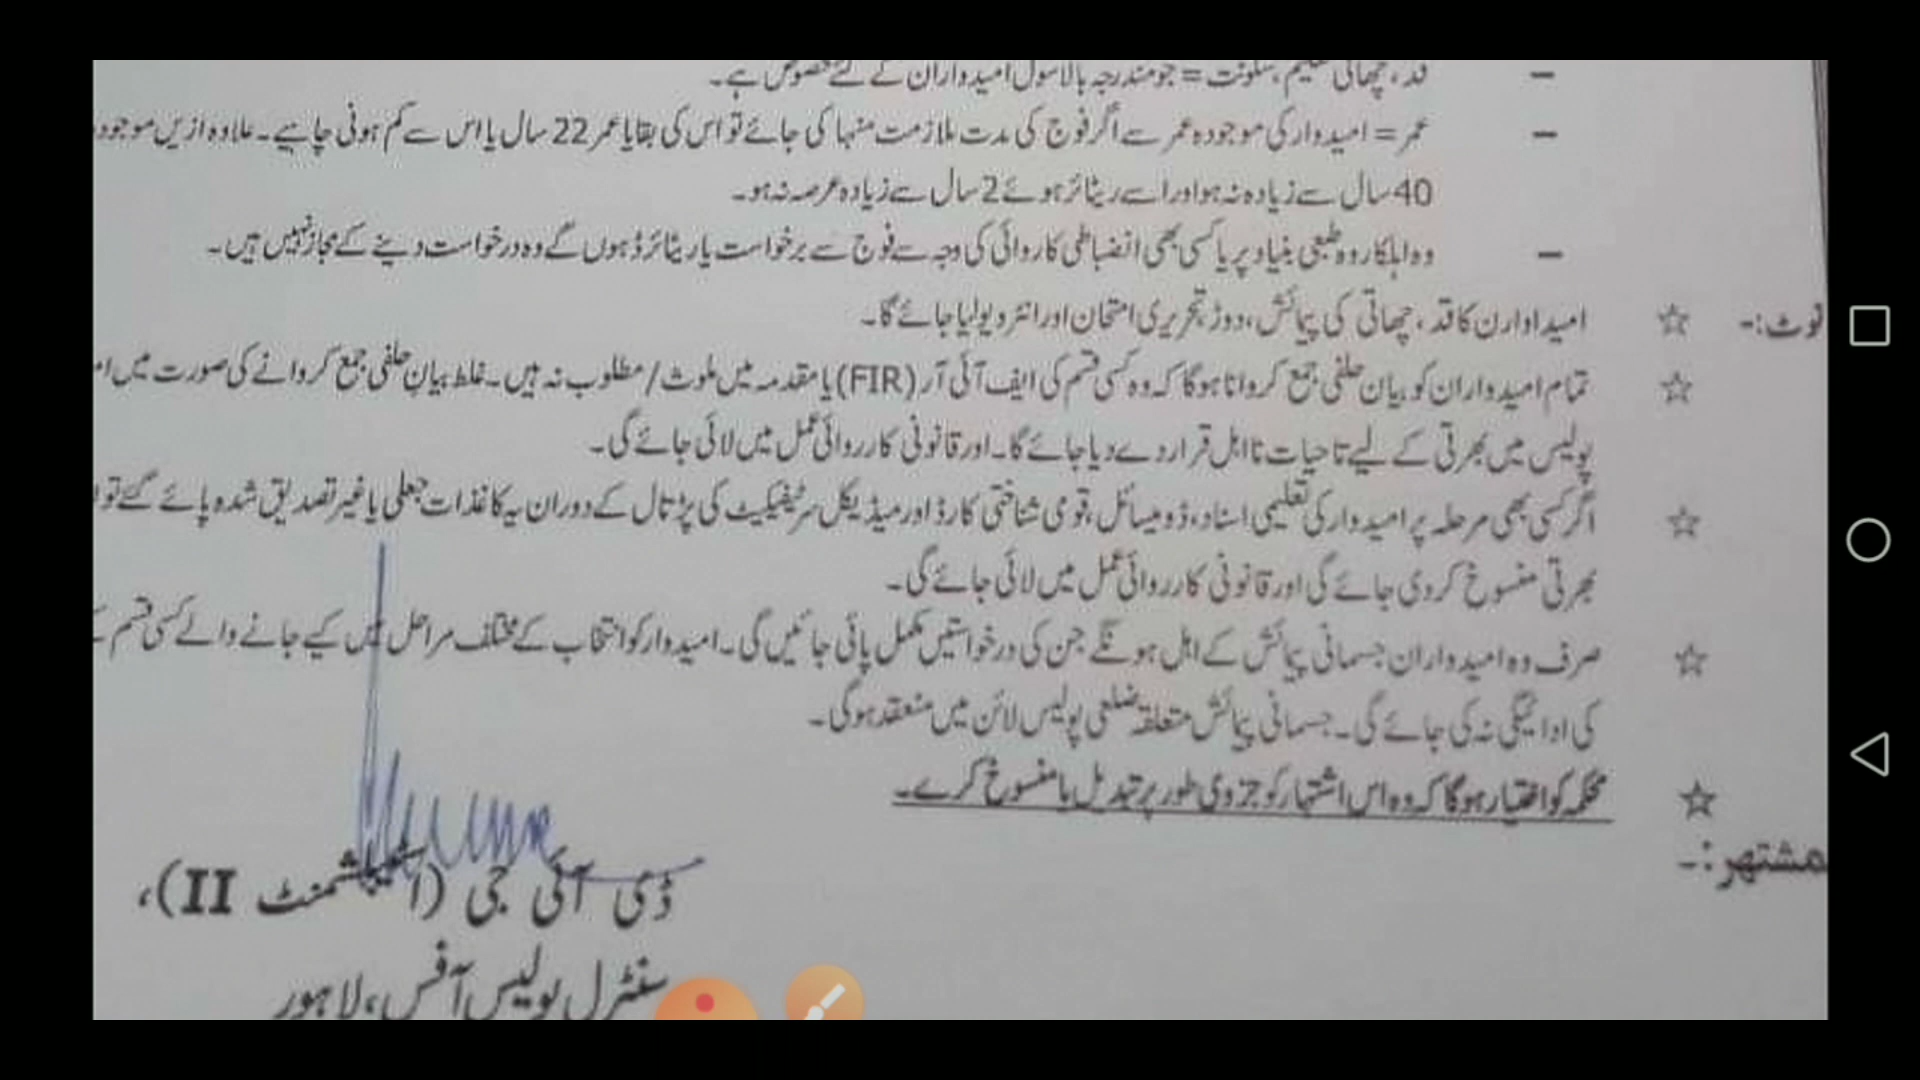 قد، چھاتی تعلیم، سکونت = جو مندرجہ بالا سول امیدواران کے لئے مخصوص ہے۔
– عمر = امیدوار کی موجودہ عمر سے اگر فوج کی مدت ملازمت منہا کی جائے تو اس کی بقایا عمر 22 سال یا اس سے کم ہونی چاہیے۔ علاوہ ازیں موجودہ
40 سال سے زیادہ نہ ہو اور اسے ریٹائر ہوئے 2 سال سے زیادہ عرصہ نہ ہو۔
– وہ اہلکار وہ طبعی بنیاد پر یا کسی بھی انضباطی کاروائی کی وجہ سے فوج سے برخواست یا ریٹائرڈ ہوں گے وہ درخواست دینے کے مجاز نہیں ہیں۔
نوٹ:- ☆ امیداوارن کا قد، چھاتی کی پیمائش، دوڑ تحریری امتحان اور انٹرویو لیا جائے گا۔
☆ تمام امیدواران کو بیان حلفی جمع کروانا ہو گا کہ وہ کسی قسم کی ایف آئی آر (FIR) یا مقدمہ میں ملوث / مطلوب نہ ہیں۔ غلط بیان حلفی جمع کروانے کی صورت میں
پولیس میں بھرتی کے لیے تاحیات نااہل قرار دے دیا جائے گا۔ اور قانونی کارروائی عمل میں لائی جائے گی۔
☆ اگر کسی بھی مرحلہ پر امیدوار کی تعلیمی اسناد، ڈومیسائل، قومی شناختی کارڈ اور میڈیکل سرٹیفکیٹ کی پڑتال کے دوران یہ کاغذات جعلی یا غیر تصدیق شدہ پائے گئے تو
بھرتی منسوخ کر دی جائے گی اور قانونی کارروائی عمل میں لائی جائے گی۔
☆ صرف وہ امیدواران جسمانی پیمائش کے اہل ہونگے جن کی درخواستیں مکمل پائی جائیں گی۔ امیدوار کو انتخاب کے مختلف مراحل میں کیے جانے والے کسی قسم کے
کی ادائیگی نہ کی جائے گی۔ جسمانی پیمائش متعلقہ ضلعی پولیس لائن میں منعقد ہو گی۔
☆ محکمہ کو اختیار ہو گا کہ وہ اس اشتہار کو جزوی طور پر تبدیل یا منسوخ کرے۔
مشتہر:-
ڈی آئی جی (اسٹیبلشمنٹ II)،
سنٹرل پولیس آفس، لاہور